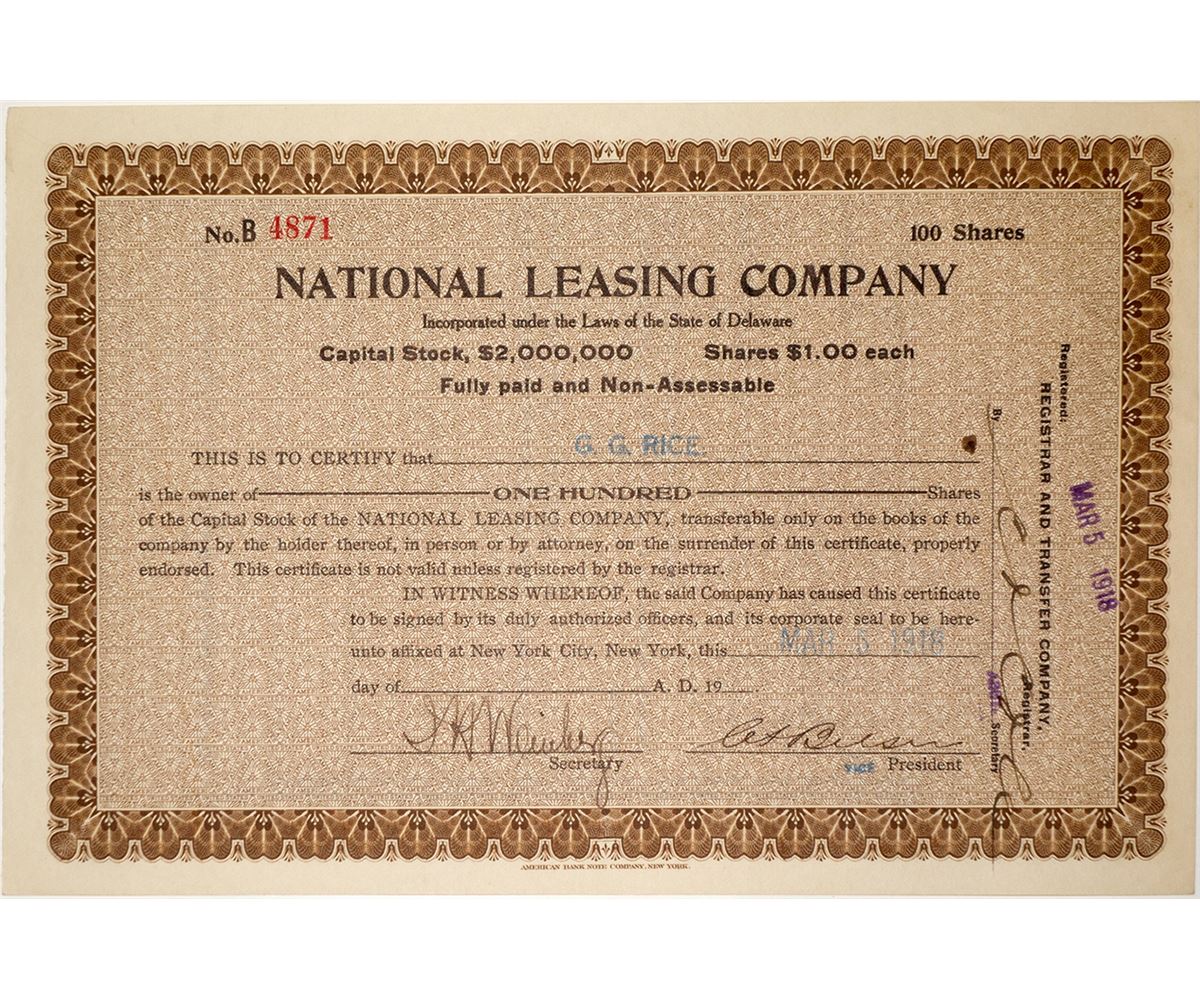 No. B 4871
100 Shares
NATIONAL LEASING COMPANY
Incorporated under the Laws of the State of Delaware
Capital Stock, $2,000,000 Shares $1.00 each
Fully paid and Non-Assessable
THIS IS TO CERTIFY that G. G. RICE.
is the owner of ONE HUNDRED Shares
of the Capital Stock of the NATIONAL LEASING COMPANY, transferable only on the books of the
company by the holder thereof, in person or by attorney, on the surrender of this certificate, properly
endorsed. This certificate is not valid unless registered by the registrar.
IN WITNESS WHEREOF, the said Company has caused this certificate
to be signed by its duly authorized officers, and its corporate seal to be here-
unto affixed at New York City, New York, this MAR 5 1918
day of A. D. 19 .
Secretary
VICE President
Registered:
REGISTRAR AND TRANSFER COMPANY,
Registrar,
By
Secretary
MAR 5 1918
AMERICAN BANK NOTE COMPANY, NEW YORK.